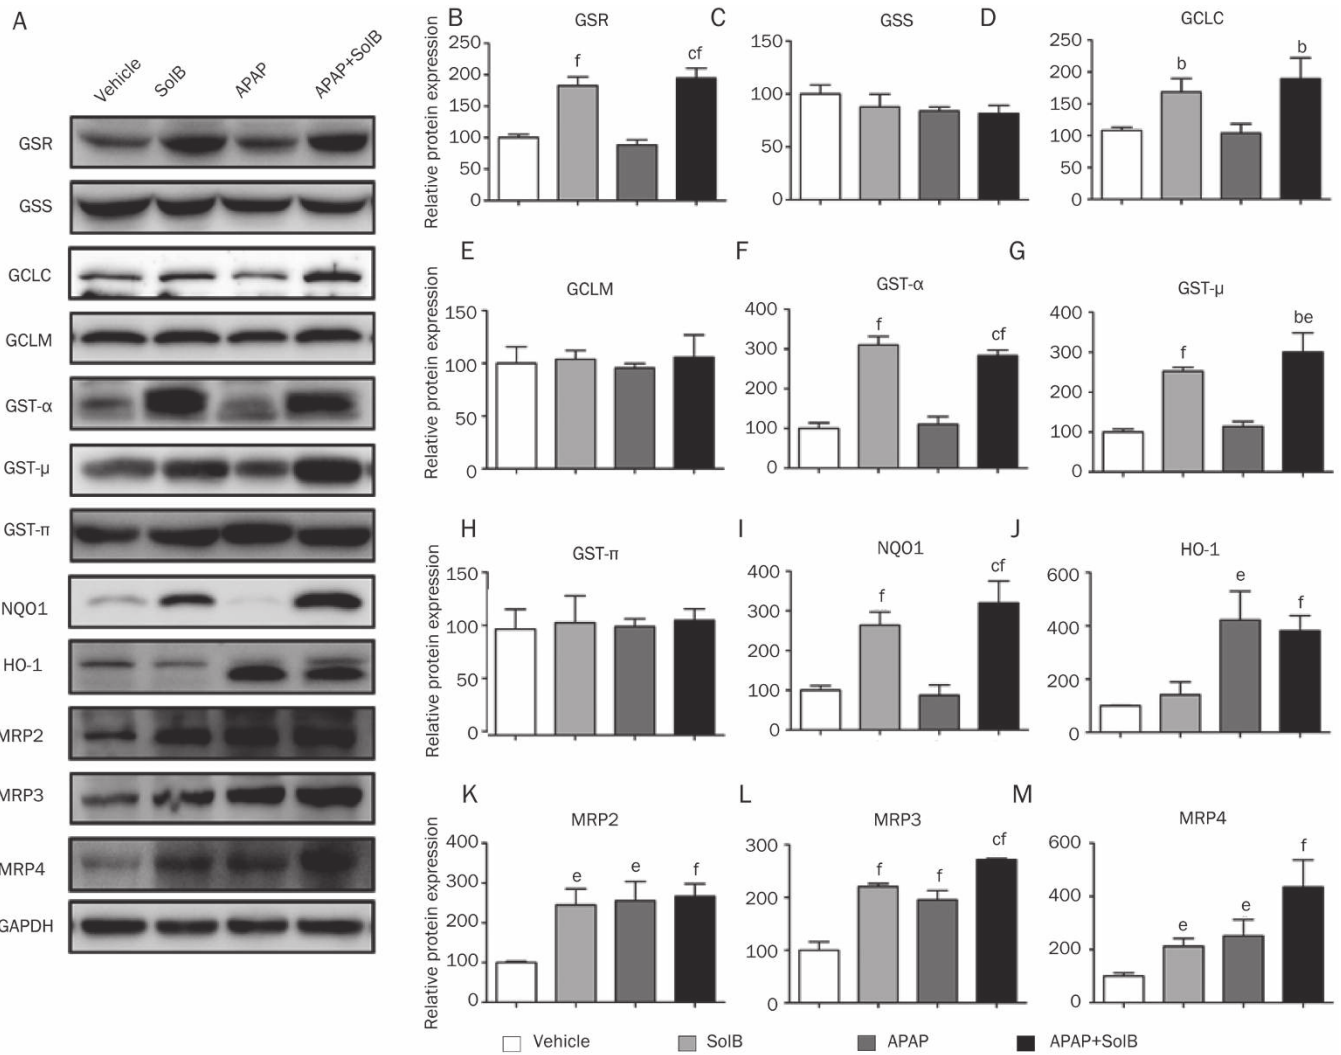 A
Vehicle
SolB
APAP
APAP+SolB
GSR
GSS
GCLC
GCLM
GST-α
GST-μ
GST-π
NQO1
HO-1
MRP2
MRP3
MRP4
GAPDH
B
GSR
Relative protein expression
250
200
150
100
50
0
f
cf
C
GSS
150
100
50
0
D
GCLC
250
200
150
100
50
0
b
b
E
GCLM
Relative protein expression
150
100
50
0
F
GST-α
400
300
200
100
0
f
cf
G
GST-μ
400
300
200
100
0
f
be
H
GST-π
Relative protein expression
150
100
50
0
I
NQO1
400
300
200
100
0
f
cf
J
HO-1
600
400
200
0
e
f
K
MRP2
Relative protein expression
400
300
200
100
0
e
e
f
L
MRP3
300
200
100
0
f
f
cf
M
MRP4
600
400
200
0
e
e
f
Vehicle
SolB
APAP
APAP+SolB